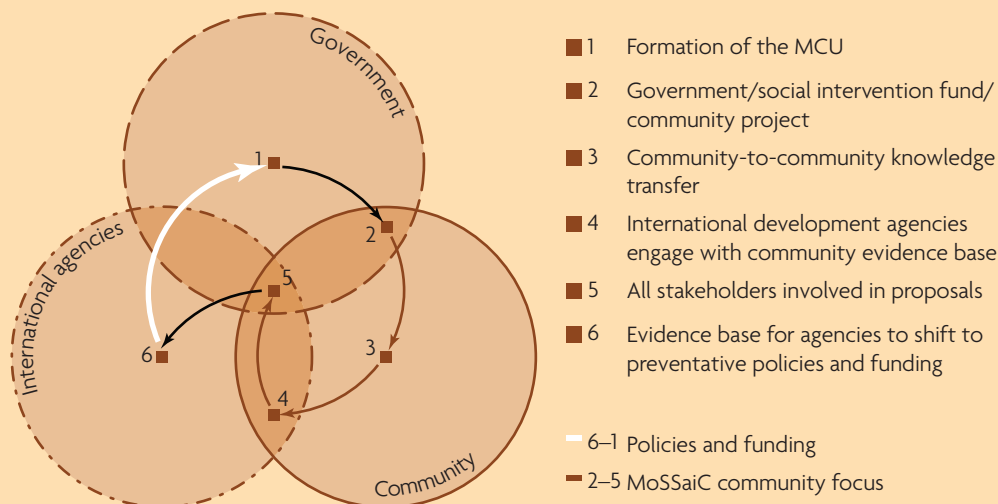 Government
International agencies
Community
1
2
3
4
5
6
1 Formation of the MCU
2 Government/social intervention fund/
community project
3 Community-to-community knowledge
transfer
4 International development agencies
engage with community evidence base
5 All stakeholders involved in proposals
6 Evidence base for agencies to shift to
preventative policies and funding
6–1 Policies and funding
2–5 MoSSaiC community focus